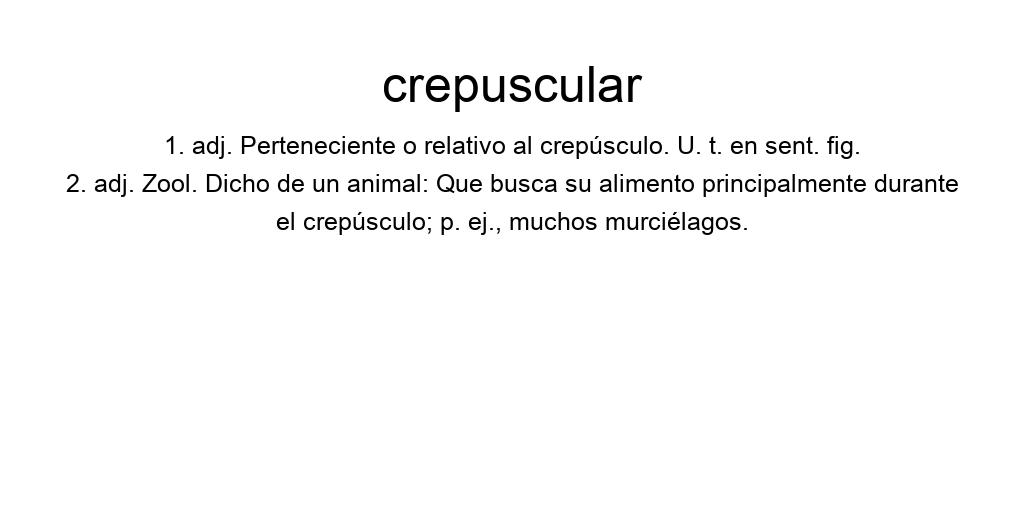 crepuscular
1. adj. Perteneciente o relativo al crepúsculo. U. t. en sent. fig.
2. adj. Zool. Dicho de un animal: Que busca su alimento principalmente durante
el crepúsculo; p. ej., muchos murciélagos.